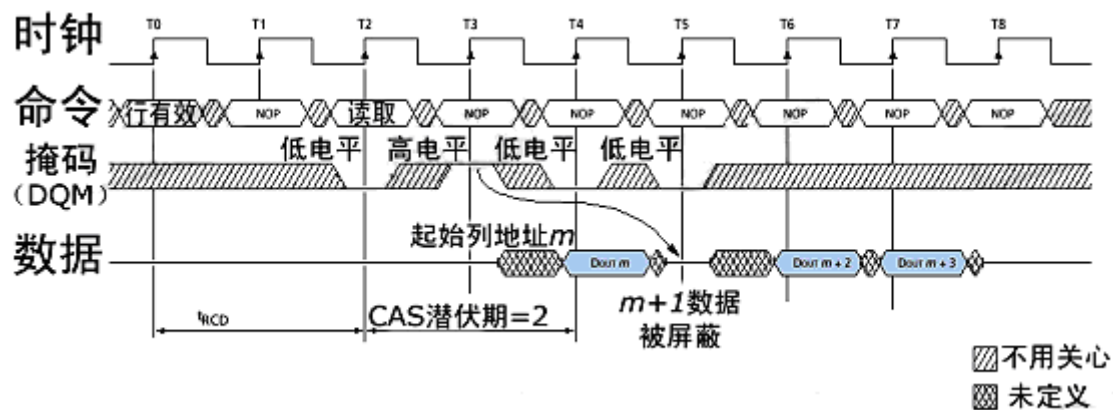 时钟 T0 T1 T2 T3 T4 T5 T6 T7 T8
命令 行有效 NOP 读取 NOP NOP NOP NOP NOP NOP
掩码 低电平 高电平 低电平 低电平
(DQM)
起始列地址m
数据 DOUT m DOUT m + 2 DOUT m + 3
tRCD CAS潜伏期=2 m+1数据
被屏蔽
不用关心
未定义